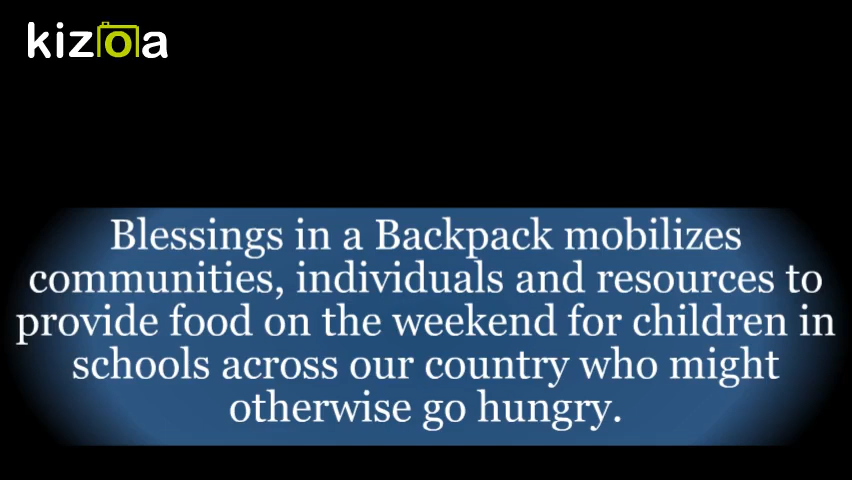 kizoa
Blessings in a Backpack mobilizes
communities, individuals and resources to
provide food on the weekend for children in
schools across our country who might
otherwise go hungry.